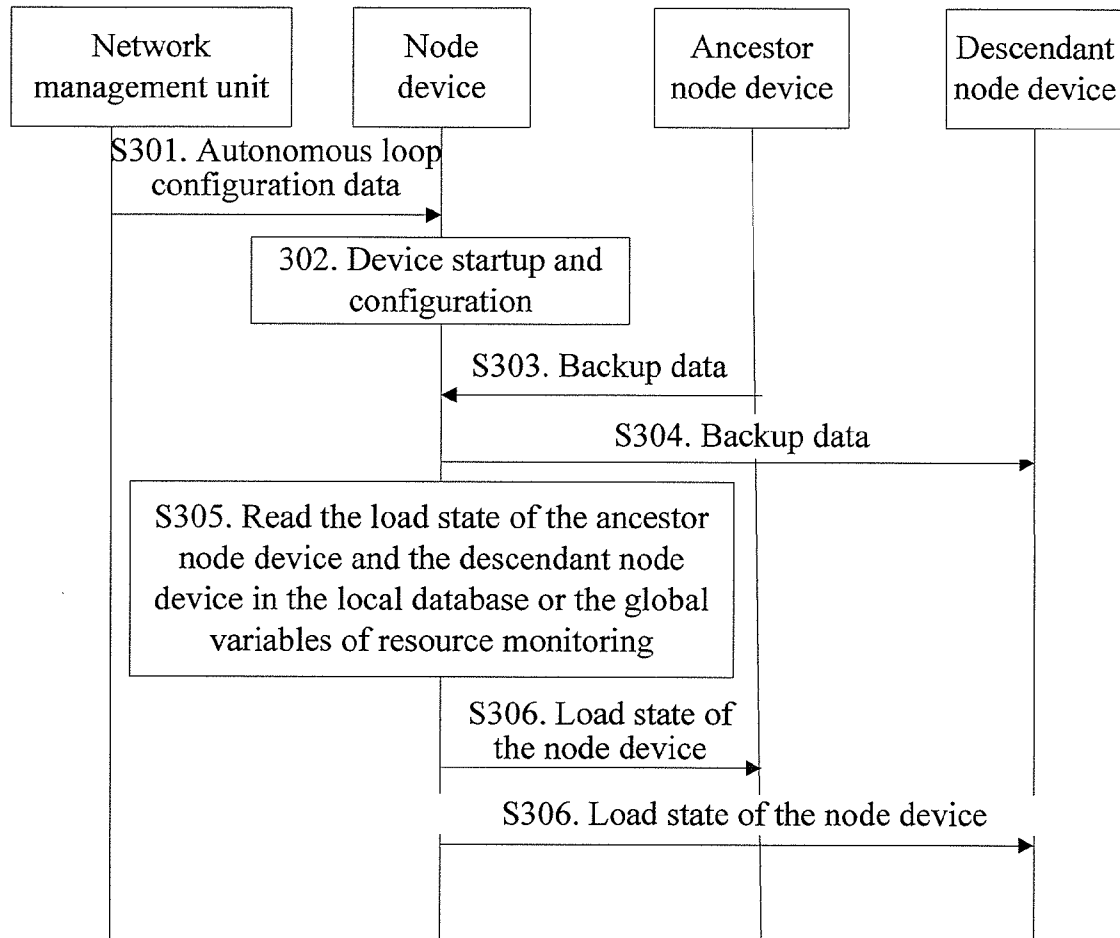 Network
management unit
Node
device
Ancestor
node device
Descendant
node device
S301. Autonomous loop
configuration data
302. Device startup and
configuration
S303. Backup data
S304. Backup data
S305. Read the load state of the ancestor
node device and the descendant node
device in the local database or the global
variables of resource monitoring
S306. Load state of
the node device
S306. Load state of the node device